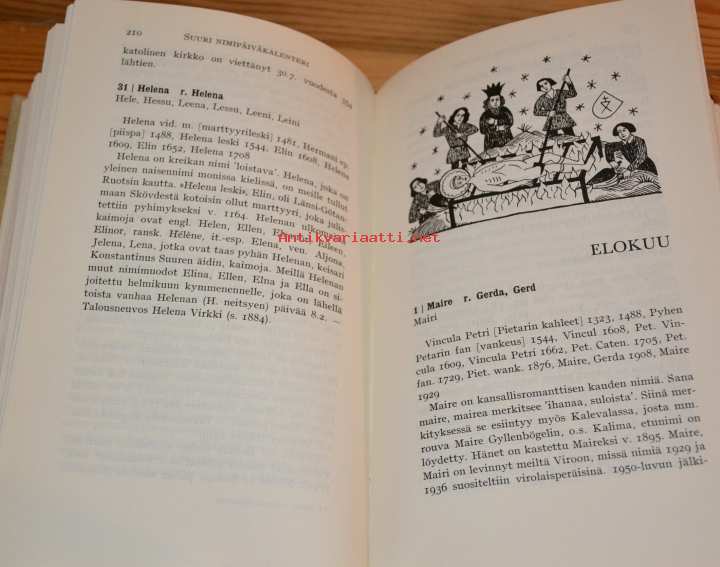 210 SUURI NIMIPÄIVÄKALENTERI
katolinen kirkko on viettänyt 30.7. vuodesta
lähtien.
31 | Helena r. Helena
Hele, Hessu, Leena, Lessu, Leeni, Leini
Helena vid. m. [marttyyrileski] 1481, Hermani ep.
[piispa] 1488, Helena leski 1544, Elin 1608, Helena
1609, Elin 1652, Helena 1708
Helena on kreikan nimi 'loistava'. Helena, joka on
yleinen naisennimi monissa kielissä, on meille tullut
Ruotsin kautta. »Helena leski», Elin, oli Länsi-Götan-
maan Skövdestä kotoisin ollut marttyyri, joka julis-
tettiin pyhimykseksi v. 1164. Helenan ulkomaisia
kaimoja ovat engl. Helen, Ellen, Eileen,
Elinor, ransk. Hélène, it.-esp. Elena, ven. Aljona,
Jelena, Lena, jotka ovat taas pyhän Helenan, keisari
Konstantinus Suuren äidin, kaimoja. Meillä Helenan
muut nimimuodot Elina, Ellen, Elna ja Ella on si-
joitettu helmikuun kymmenennelle, joka on lähellä
toista vanhaa Helenan (H. neitsyen) päivää 8.2. —
Talousneuvos Helena Virkki (s. 1884).
Antikvariaatti.net
ELOKUU
1 | Maire r. Gerda, Gerd
Mairi
Vincula Petri [Pietarin kahleet] 1323, 1488, Pyhen
Petarin fan [vankeus] 1544, Vincul 1608, Pet. Vin-
cula 1609, Vincula Petri 1662, Pet. Caten. 1705, Pet.
fan. 1729, Piet. wank. 1876, Maire, Gerda 1908, Maire
1929
Maire on kansallisromanttisen kauden nimiä. Sana
maire, mairea merkitsee 'ihanaa, suloista'. Siinä mer-
kityksessä se esiintyy myös Kalevalassa, josta mm.
rouva Maire Gyllenbögelin, o.s. Kalima, etunimi on
löydetty. Hänet on kastettu Maireksi v. 1895. Maire,
Mairi on levinnyt meiltä Viroon, missä nimiä 1929 ja
1936 suositeltiin virolaisperäisinä. 1950-luvun jälki-